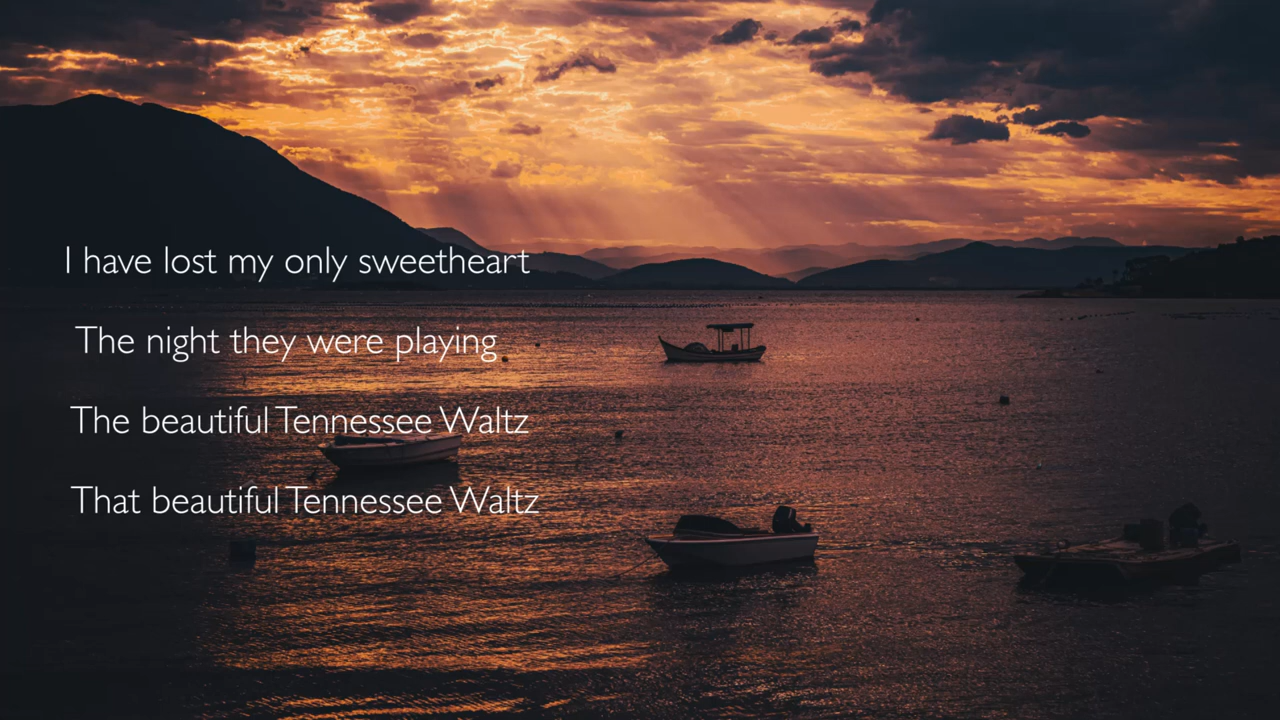 I have lost my only sweetheart
The night they were playing
The beautiful Tennessee Waltz
That beautiful Tennessee Waltz